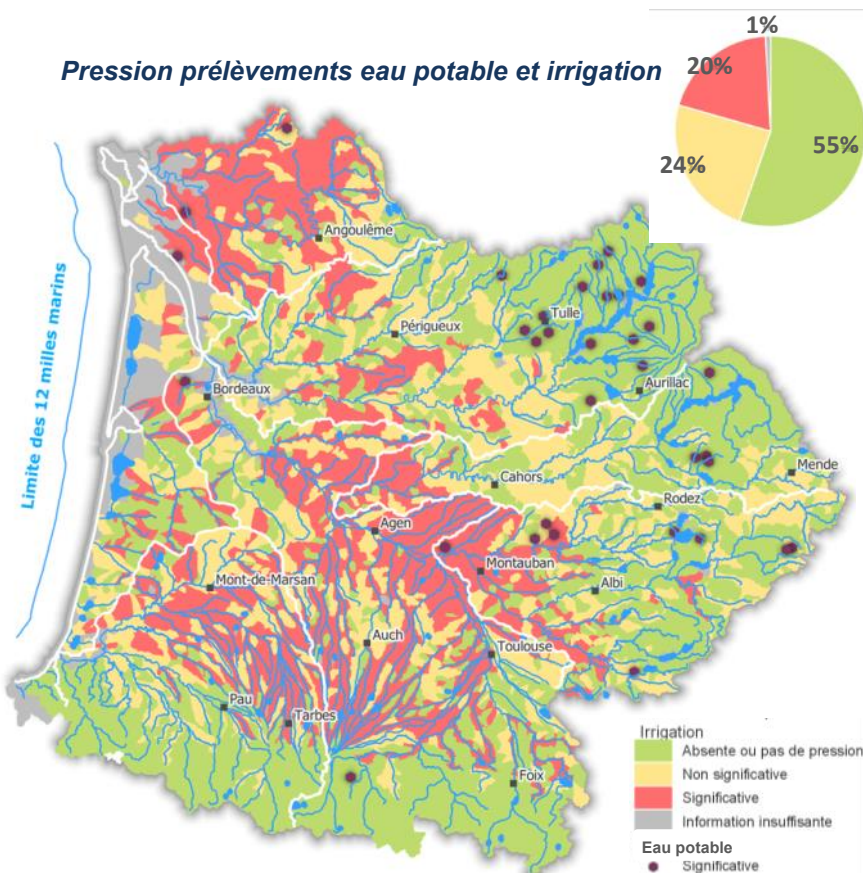 Pression prélèvements eau potable et irrigation
1%
20%
24%
55%
Limite des 12 milles marins
Angoulême
Périgueux
Tulle
Bordeaux
Aurillac
Mende
Cahors
Rodez
Agen
Montauban
Albi
Mont-de-Marsan
Auch
Toulouse
Pau
Tarbes
Foix
Irrigation
Absente ou pas de pression
Non significative
Significative
Information insuffisante
Eau potable
Significative